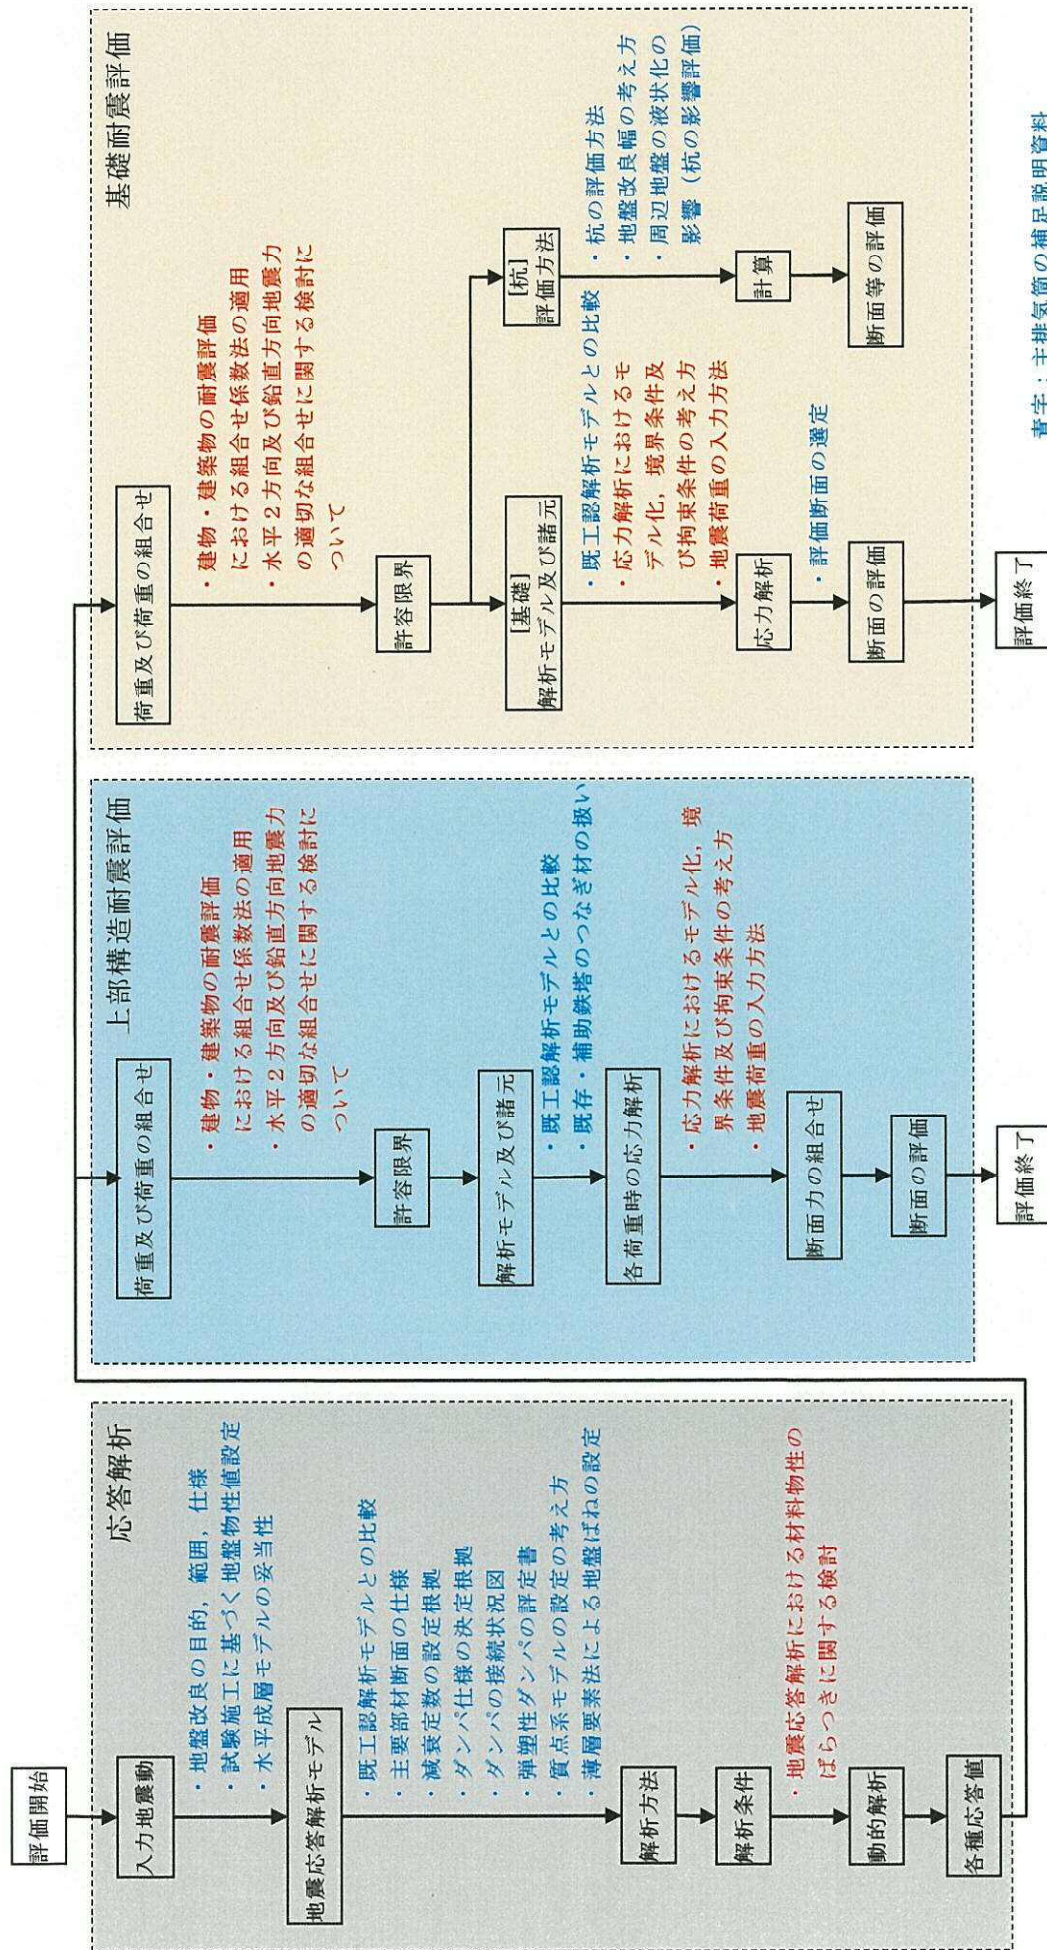 評価開始
応答解析
入力地震動
・地盤改良の目的，範囲，仕様
・試験施工に基づく地盤物性値設定
・水平成層モデルの妥当性
地震応答解析モデル
・既工認解析モデルとの比較
・主要部材断面の仕様
・減衰定数の設定根拠
・ダンパ仕様の決定根拠
・ダンパの接続状況図
・弾塑性ダンパの評定書
・質点系モデルの設定の考え方
・薄層要素法による地盤ばねの設定
解析方法
解析条件
・地震応答解析における材料物性の
ばらつきに関する検討
動的解析
各種応答値
上部構造耐震評価
荷重及び荷重の組合せ
・建物・建築物の耐震評価
における組合せ係数法の適用
・水平２方向及び鉛直方向地震力
の適切な組合せに関する検討に
ついて
許容限界
解析モデル及び諸元
・既工認解析モデルとの比較
・既存・補助鉄塔のつなぎ材の扱い
各荷重時の応力解析
・応力解析におけるモデル化，境
界条件及び拘束条件の考え方
・地震荷重の入力方法
断面力の組合せ
断面の評価
評価終了
基礎耐震評価
荷重及び荷重の組合せ
・建物・建築物の耐震評価
における組合せ係数法の適用
・水平２方向及び鉛直方向地震力
の適切な組合せに関する検討に
ついて
許容限界
[基礎]
解析モデル及び諸元
・既工認解析モデルとの比較
・応力解析におけるモ
デル化，境界条件及
び拘束条件の考え方
・地震荷重の入力方法
応力解析
・評価断面の選定
断面の評価
評価終了
[杭]
評価方法
・杭の評価方法
・地盤改良幅の考え方
・周辺地盤の液状化の
影響（杭の影響評価）
計算
断面等の評価
青字：主排気筒の補足説明資料